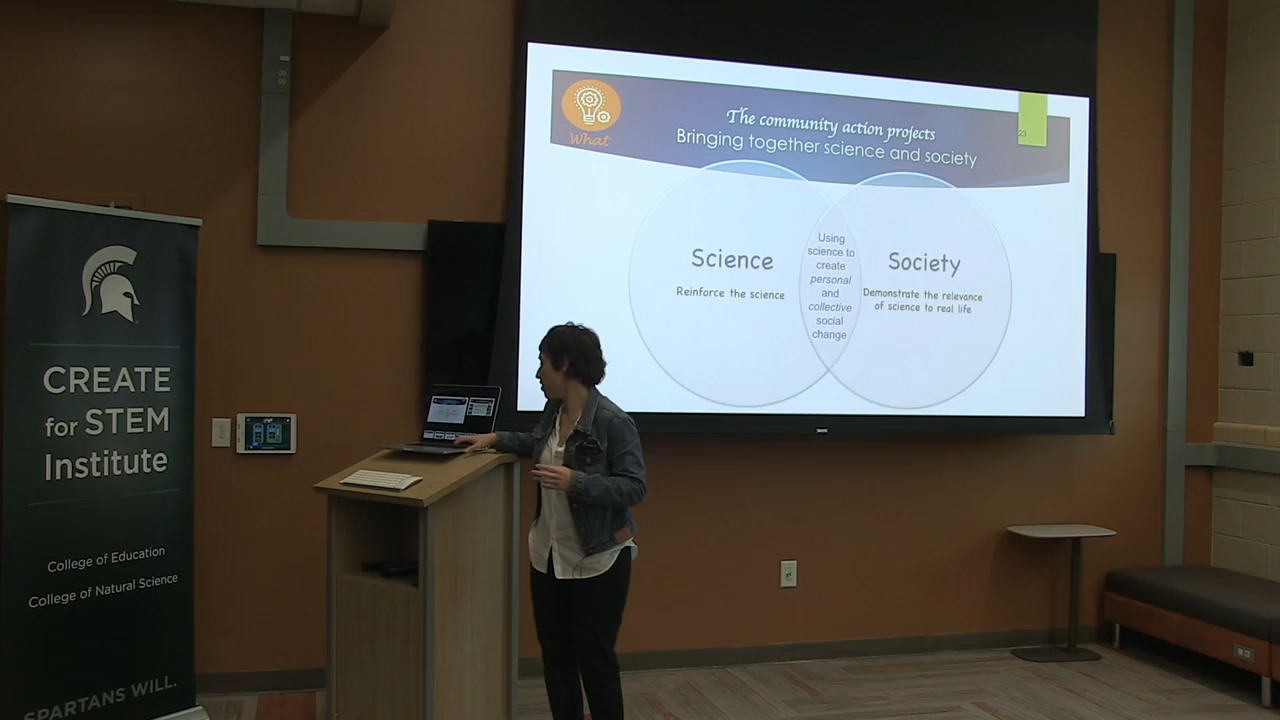 CREATE
for STEM
Institute
College of Education
College of Natural Science
SPARTANS WILL.
What
The community action projects
Bringing together science and society
23
Science
Reinforce the science
Using
science to
create
personal
and
collective
social
change
Society
Demonstrate the relevance
of science to real life